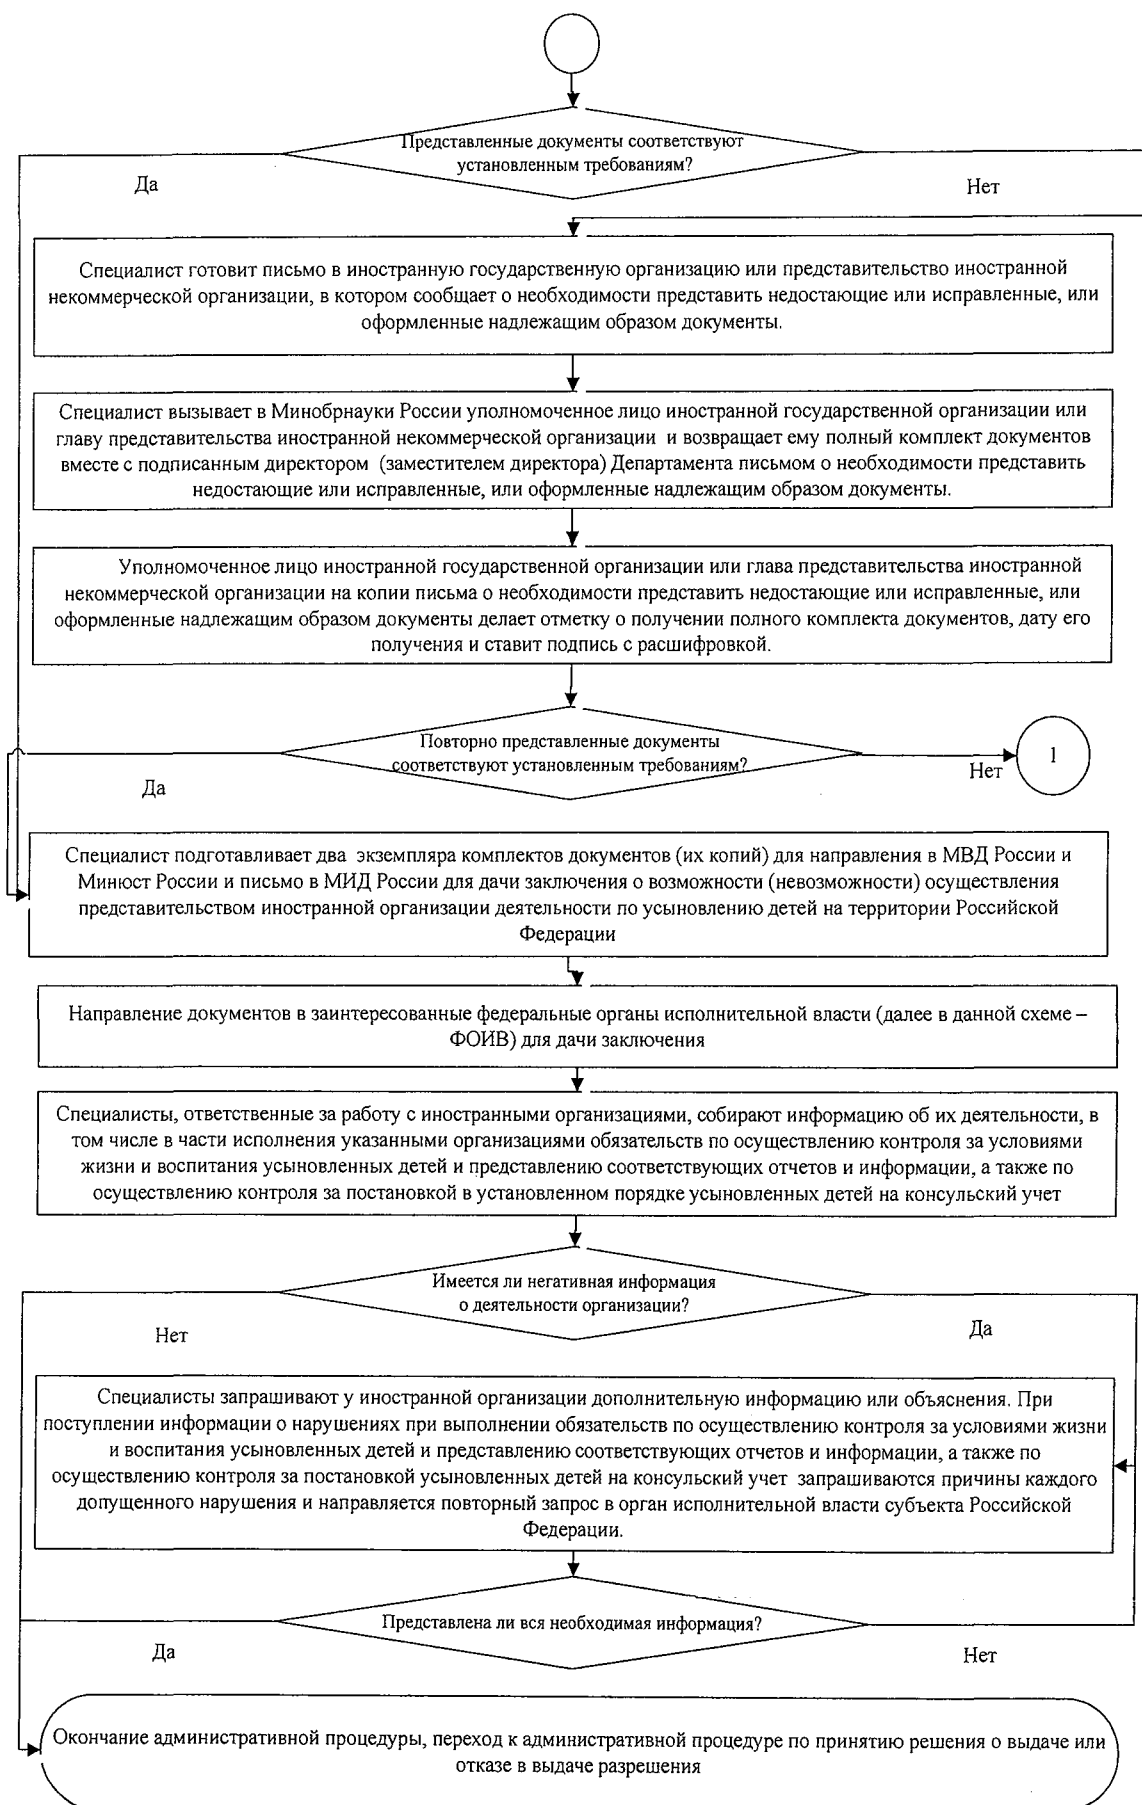 Представленные документы соответствуют
установленным требованиям?
Да
Нет
Специалист готовит письмо в иностранную государственную организацию или представительство иностранной
некоммерческой организации, в котором сообщает о необходимости представить недостающие или исправленные, или
оформленные надлежащим образом документы.
Специалист вызывает в Минобрнауки России уполномоченное лицо иностранной государственной организации или
главу представительства иностранной некоммерческой организации и возвращает ему полный комплект документов
вместе с подписанным директором (заместителем директора) Департамента письмом о необходимости представить
недостающие или исправленные, или оформленные надлежащим образом документы.
Уполномоченное лицо иностранной государственной организации или глава представительства иностранной
некоммерческой организации на копии письма о необходимости представить недостающие или исправленные, или
оформленные надлежащим образом документы делает отметку о получении полного комплекта документов, дату его
получения и ставит подпись с расшифровкой.
Повторно представленные документы
соответствуют установленным требованиям?
Да
Нет
1
Специалист подготавливает два экземпляра комплектов документов (их копий) для направления в МВД России и
Минюст России и письмо в МИД России для дачи заключения о возможности (невозможности) осуществления
представительством иностранной организации деятельности по усыновлению детей на территории Российской
Федерации
Направление документов в заинтересованные федеральные органы исполнительной власти (далее в данной схеме –
ФОИВ) для дачи заключения
Специалисты, ответственные за работу с иностранными организациями, собирают информацию об их деятельности, в
том числе в части исполнения указанными организациями обязательств по осуществлению контроля за условиями
жизни и воспитания усыновленных детей и представлению соответствующих отчетов и информации, а также по
осуществлению контроля за постановкой в установленном порядке усыновленных детей на консульский учет
Имеется ли негативная информация
о деятельности организации?
Нет
Да
Специалисты запрашивают у иностранной организации дополнительную информацию или объяснения. При
поступлении информации о нарушениях при выполнении обязательств по осуществлению контроля за условиями жизни
и воспитания усыновленных детей и представлению соответствующих отчетов и информации, а также по
осуществлению контроля за постановкой усыновленных детей на консульский учет запрашиваются причины каждого
допущенного нарушения и направляется повторный запрос в орган исполнительной власти субъекта Российской
Федерации.
Представлена ли вся необходимая информация?
Да
Нет
Окончание административной процедуры, переход к административной процедуре по принятию решения о выдаче или
отказе в выдаче разрешения